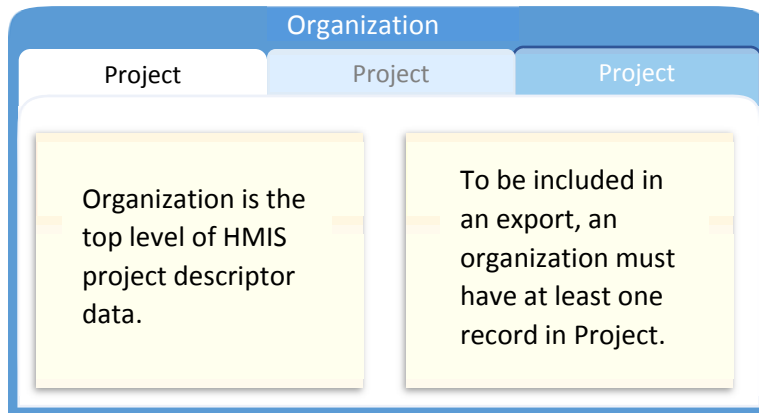 Organization
Project
Project
Project
Organization is the
top level of HMIS
project descriptor
data.
To be included in
an export, an
organization must
have at least one
record in Project.